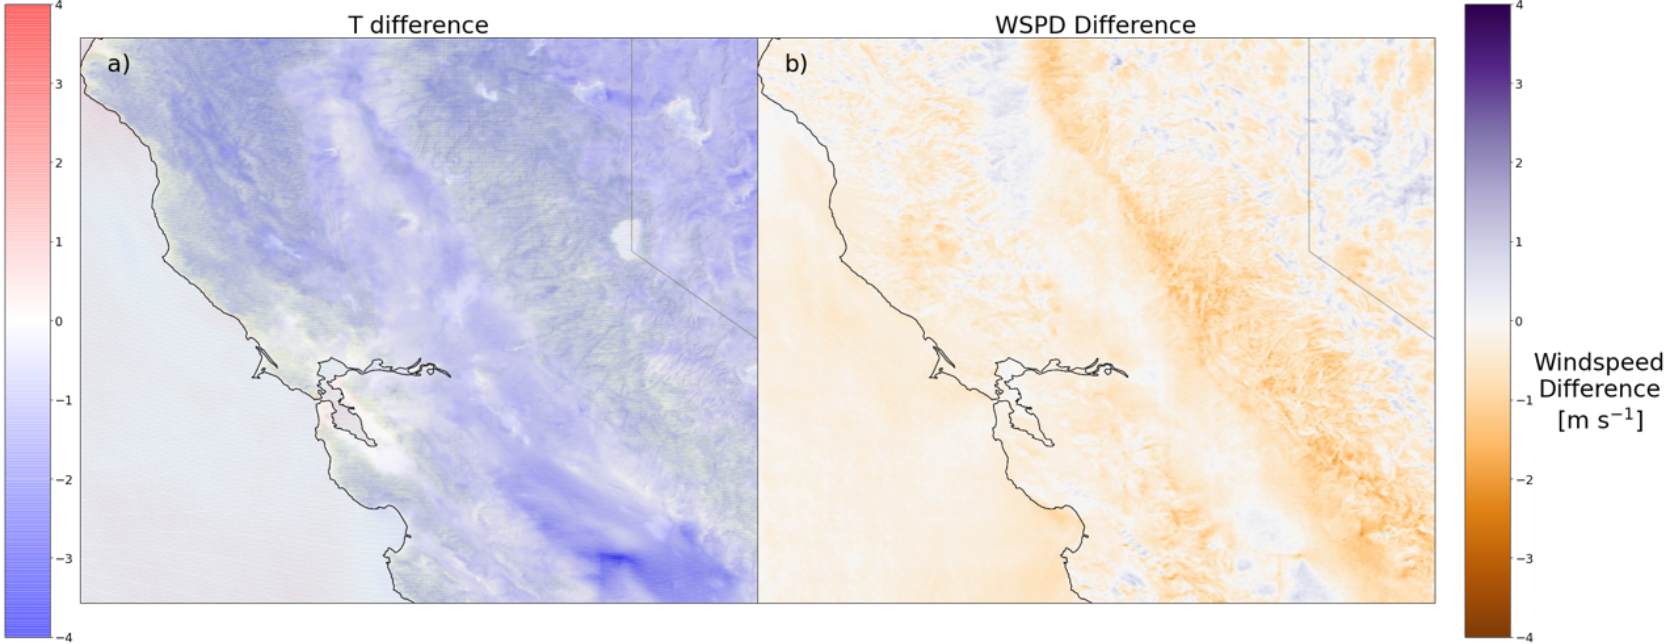 T difference
WSPD Difference
a)
b)
4
3
2
1
0
−1
−2
−3
−4
4
3
2
1
0
−1
−2
−3
−4
Windspeed
Difference
[m s−1]